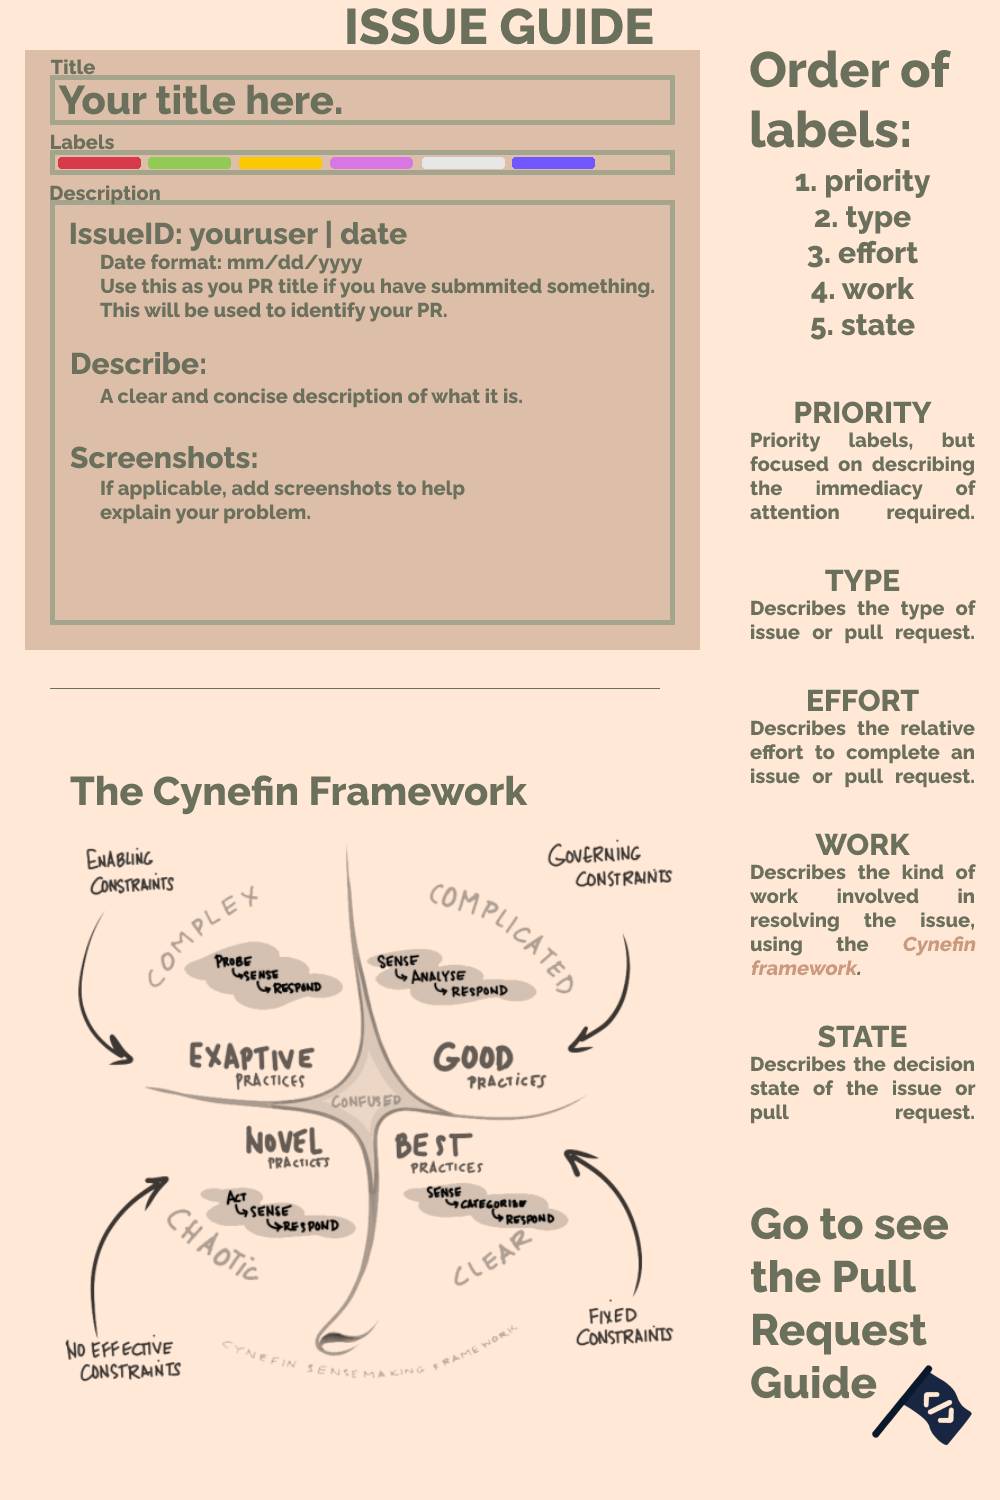 ISSUE GUIDE
Title
Your title here.
Labels
Description
IssueID: youruser | date
Date format: mm/dd/yyyy
Use this as you PR title if you have submmited something.
This will be used to identify your PR.
Describe:
A clear and concise description of what it is.
Screenshots:
If applicable, add screenshots to help
explain your problem.
Order of
labels:
1. priority
2. type
3. effort
4. work
5. state
PRIORITY
Priority labels, but
focused on describing
the immediacy of
attention required.
TYPE
Describes the type of
issue or pull request.
EFFORT
Describes the relative
effort to complete an
issue or pull request.
WORK
Describes the kind of
work involved in
resolving the issue,
using the Cynefin
framework.
STATE
Describes the decision
state of the issue or
pull request.
Go to see
the Pull
Request
Guide
The Cynefin Framework
ENABLING
CONSTRAINTS
COMPLEX
PROBE
SENSE
RESPOND
EXAPTIVE
PRACTICES
GOVERNING
CONSTRAINTS
COMPLICATED
SENSE
ANALYSE
RESPOND
GOOD
PRACTICES
CONFUSED
NOVEL
PRACTICES
ACT
SENSE
RESPOND
CHAOTIC
NO EFFECTIVE
CONSTRAINTS
BEST
PRACTICES
SENSE
CATEGORISE
RESPOND
CLEAR
FIXED
CONSTRAINTS
CYNEFIN SENSEMAKING FRAMEWORK